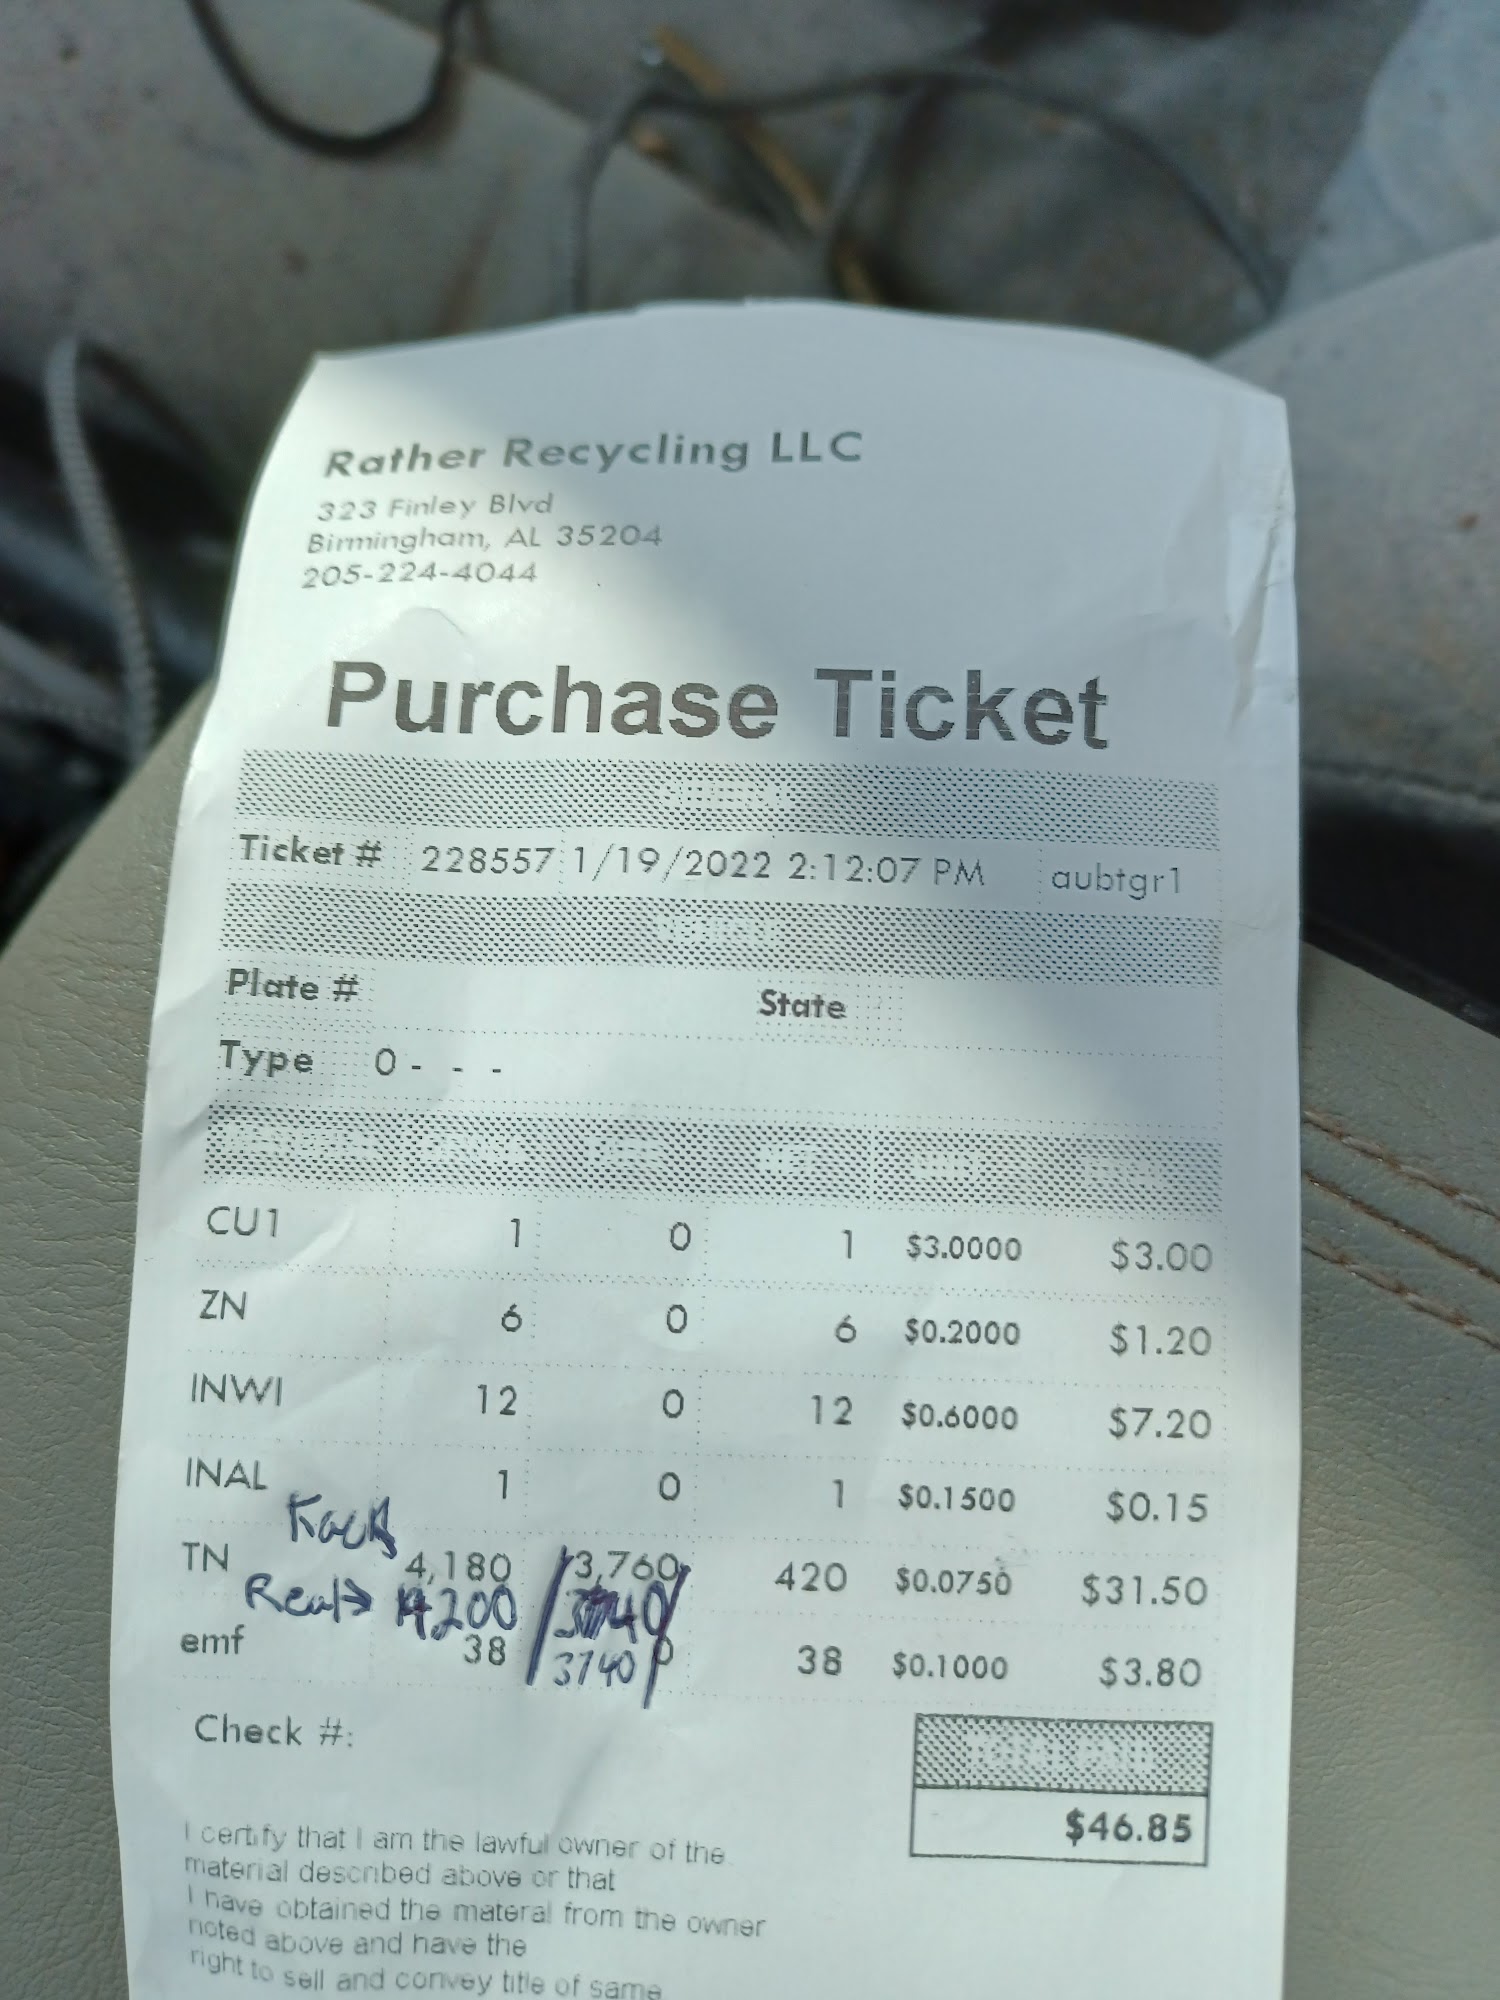 Rather Recycling LLC
323 Finley Blvd
Birmingham, AL 35204
205-224-4044
Purchase Ticket
Ticket # 228557 1/19/2022 2:12:07 PM aubtgr1
Plate # State
Type 0 - - -
CU1 1 0 1 $3.0000 $3.00
ZN 6 0 6 $0.2000 $1.20
INWI 12 0 12 $0.6000 $7.20
INAL 1 0 1 $0.1500 $0.15
TN 4,180 3,760 420 $0.0750 $31.50
Real→ 4,200
emf 38 0 38 $0.1000 $3.80
3740
Check #:
$46.85
I certify that I am the lawful owner of the
material described above or that
I have obtained the materal from the owner
noted above and have the
right to sell and convey title of same